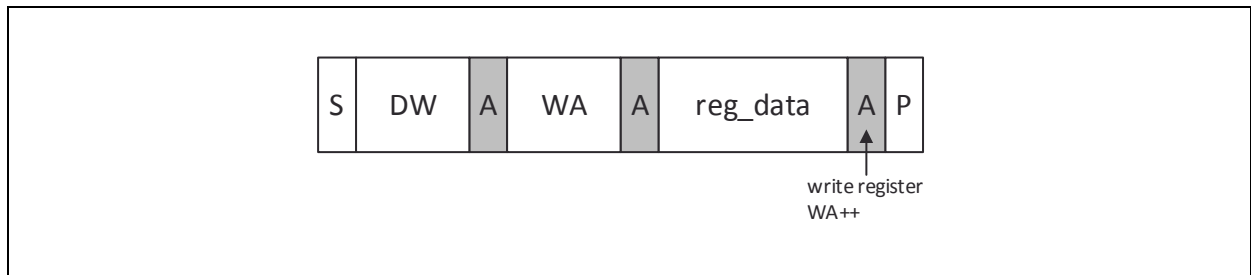 S DW A WA A reg_data A P
write register
WA++